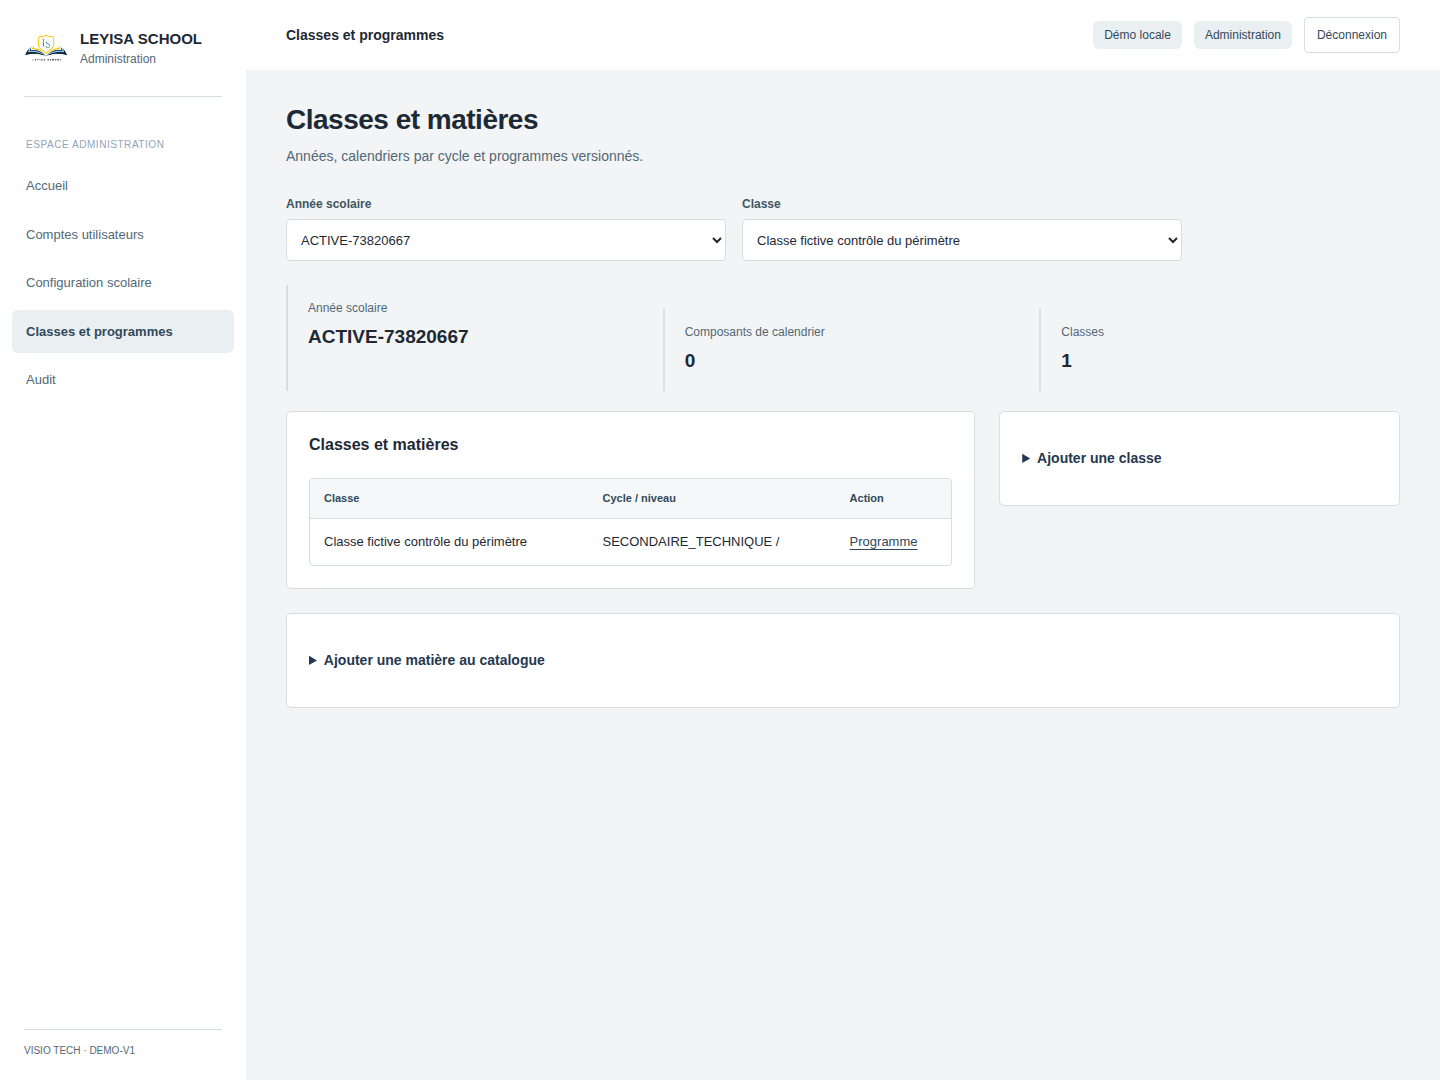 LEYISA SCHOOL
Administration
ESPACE ADMINISTRATION
Accueil
Comptes utilisateurs
Configuration scolaire
Classes et programmes
Audit
VISIO TECH · DEMO-V1
Classes et programmes
Démo locale
Administration
Déconnexion
Classes et matières
Années, calendriers par cycle et programmes versionnés.
Année scolaire
Classe
ACTIVE-73820667
Classe fictive contrôle du périmètre
Année scolaire
ACTIVE-73820667
Composants de calendrier
0
Classes
1
Classes et matières
Classe Cycle / niveau Action
Classe fictive contrôle du périmètre SECONDAIRE_TECHNIQUE / Programme
Ajouter une classe
Ajouter une matière au catalogue